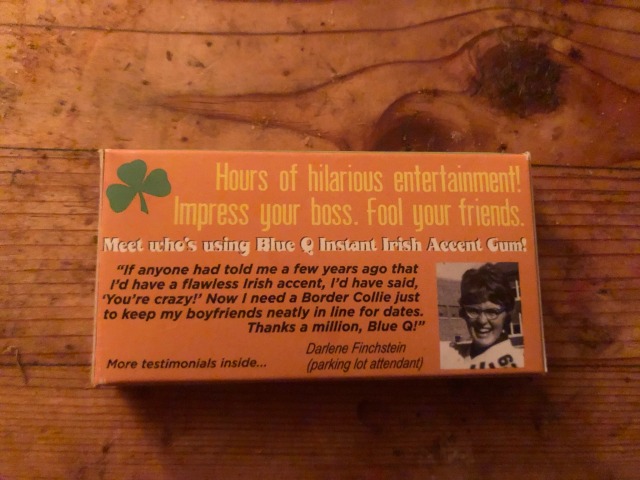 Hours of hilarious entertainment!
Impress your boss. Fool your friends.
Meet who's using Blue Q Instant Irish Accent Gum!
"If anyone had told me a few years ago that
I'd have a flawless Irish accent, I'd have said,
'You're crazy!' Now I need a Border Collie just
to keep my boyfriends neatly in line for dates.
Thanks a million, Blue Q!"
Darlene Finchstein
(parking lot attendant)
More testimonials inside...